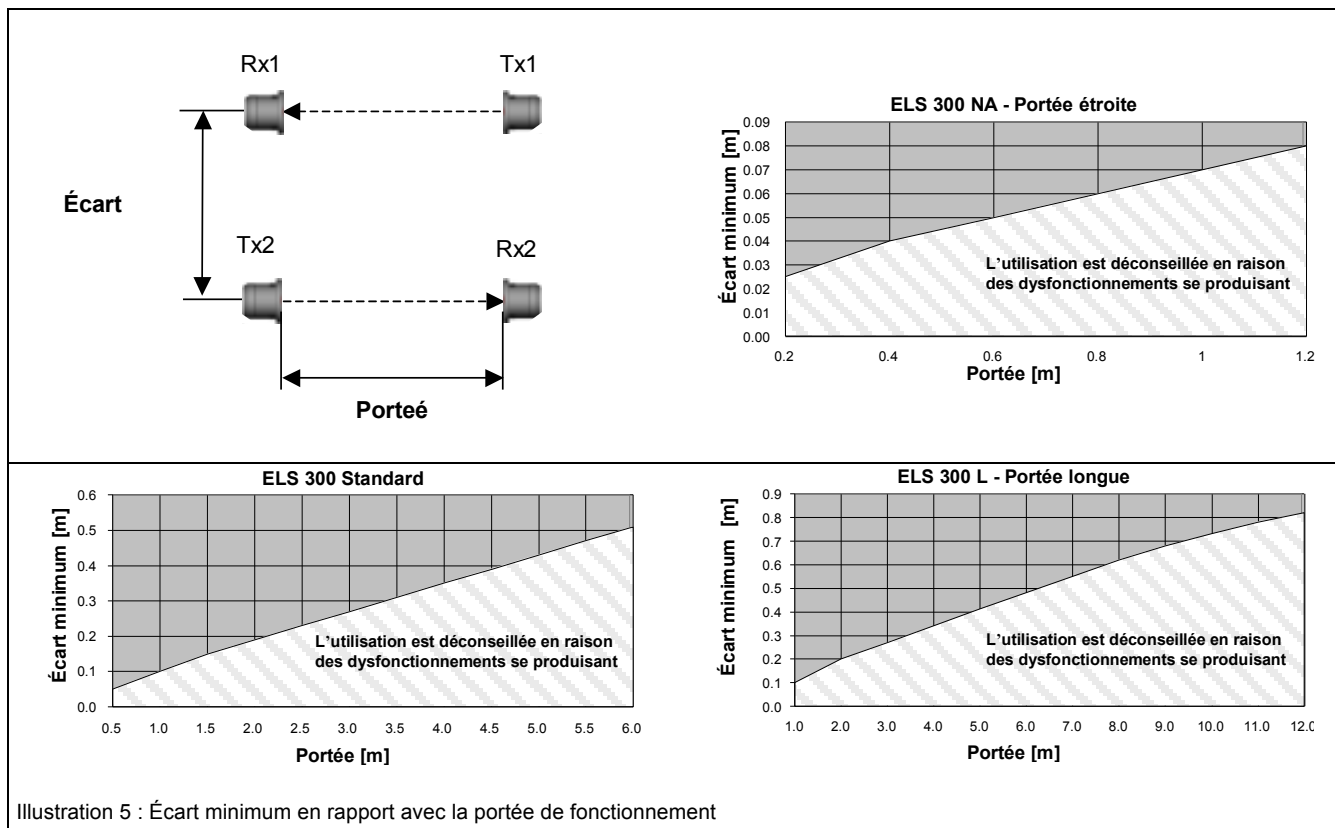 Rx1
Tx1
Écart
Tx2
Rx2
Porteé
ELS 300 NA - Portée étroite
Écart minimum [m]
0.09
0.08
0.07
0.06
0.05
0.04
0.03
0.02
0.01
0.00
L'utilisation est déconseillée en raison
des dysfonctionnements se produisant
0.2 0.4 0.6 0.8 1 1.2
Portée [m]
ELS 300 Standard
Écart minimum [m]
0.6
0.5
0.4
0.3
0.2
0.1
0.0
L'utilisation est déconseillée en raison
des dysfonctionnements se produisant
0.5 1.0 1.5 2.0 2.5 3.0 3.5 4.0 4.5 5.0 5.5 6.0
Portée [m]
ELS 300 L - Portée longue
Écart minimum [m]
0.9
0.8
0.7
0.6
0.5
0.4
0.3
0.2
0.1
0.0
L'utilisation est déconseillée en raison
des dysfonctionnements se produisant
1.0 2.0 3.0 4.0 5.0 6.0 7.0 8.0 9.0 10.0 11.0 12.0
Portée [m]
Illustration 5 : Écart minimum en rapport avec la portée de fonctionnement